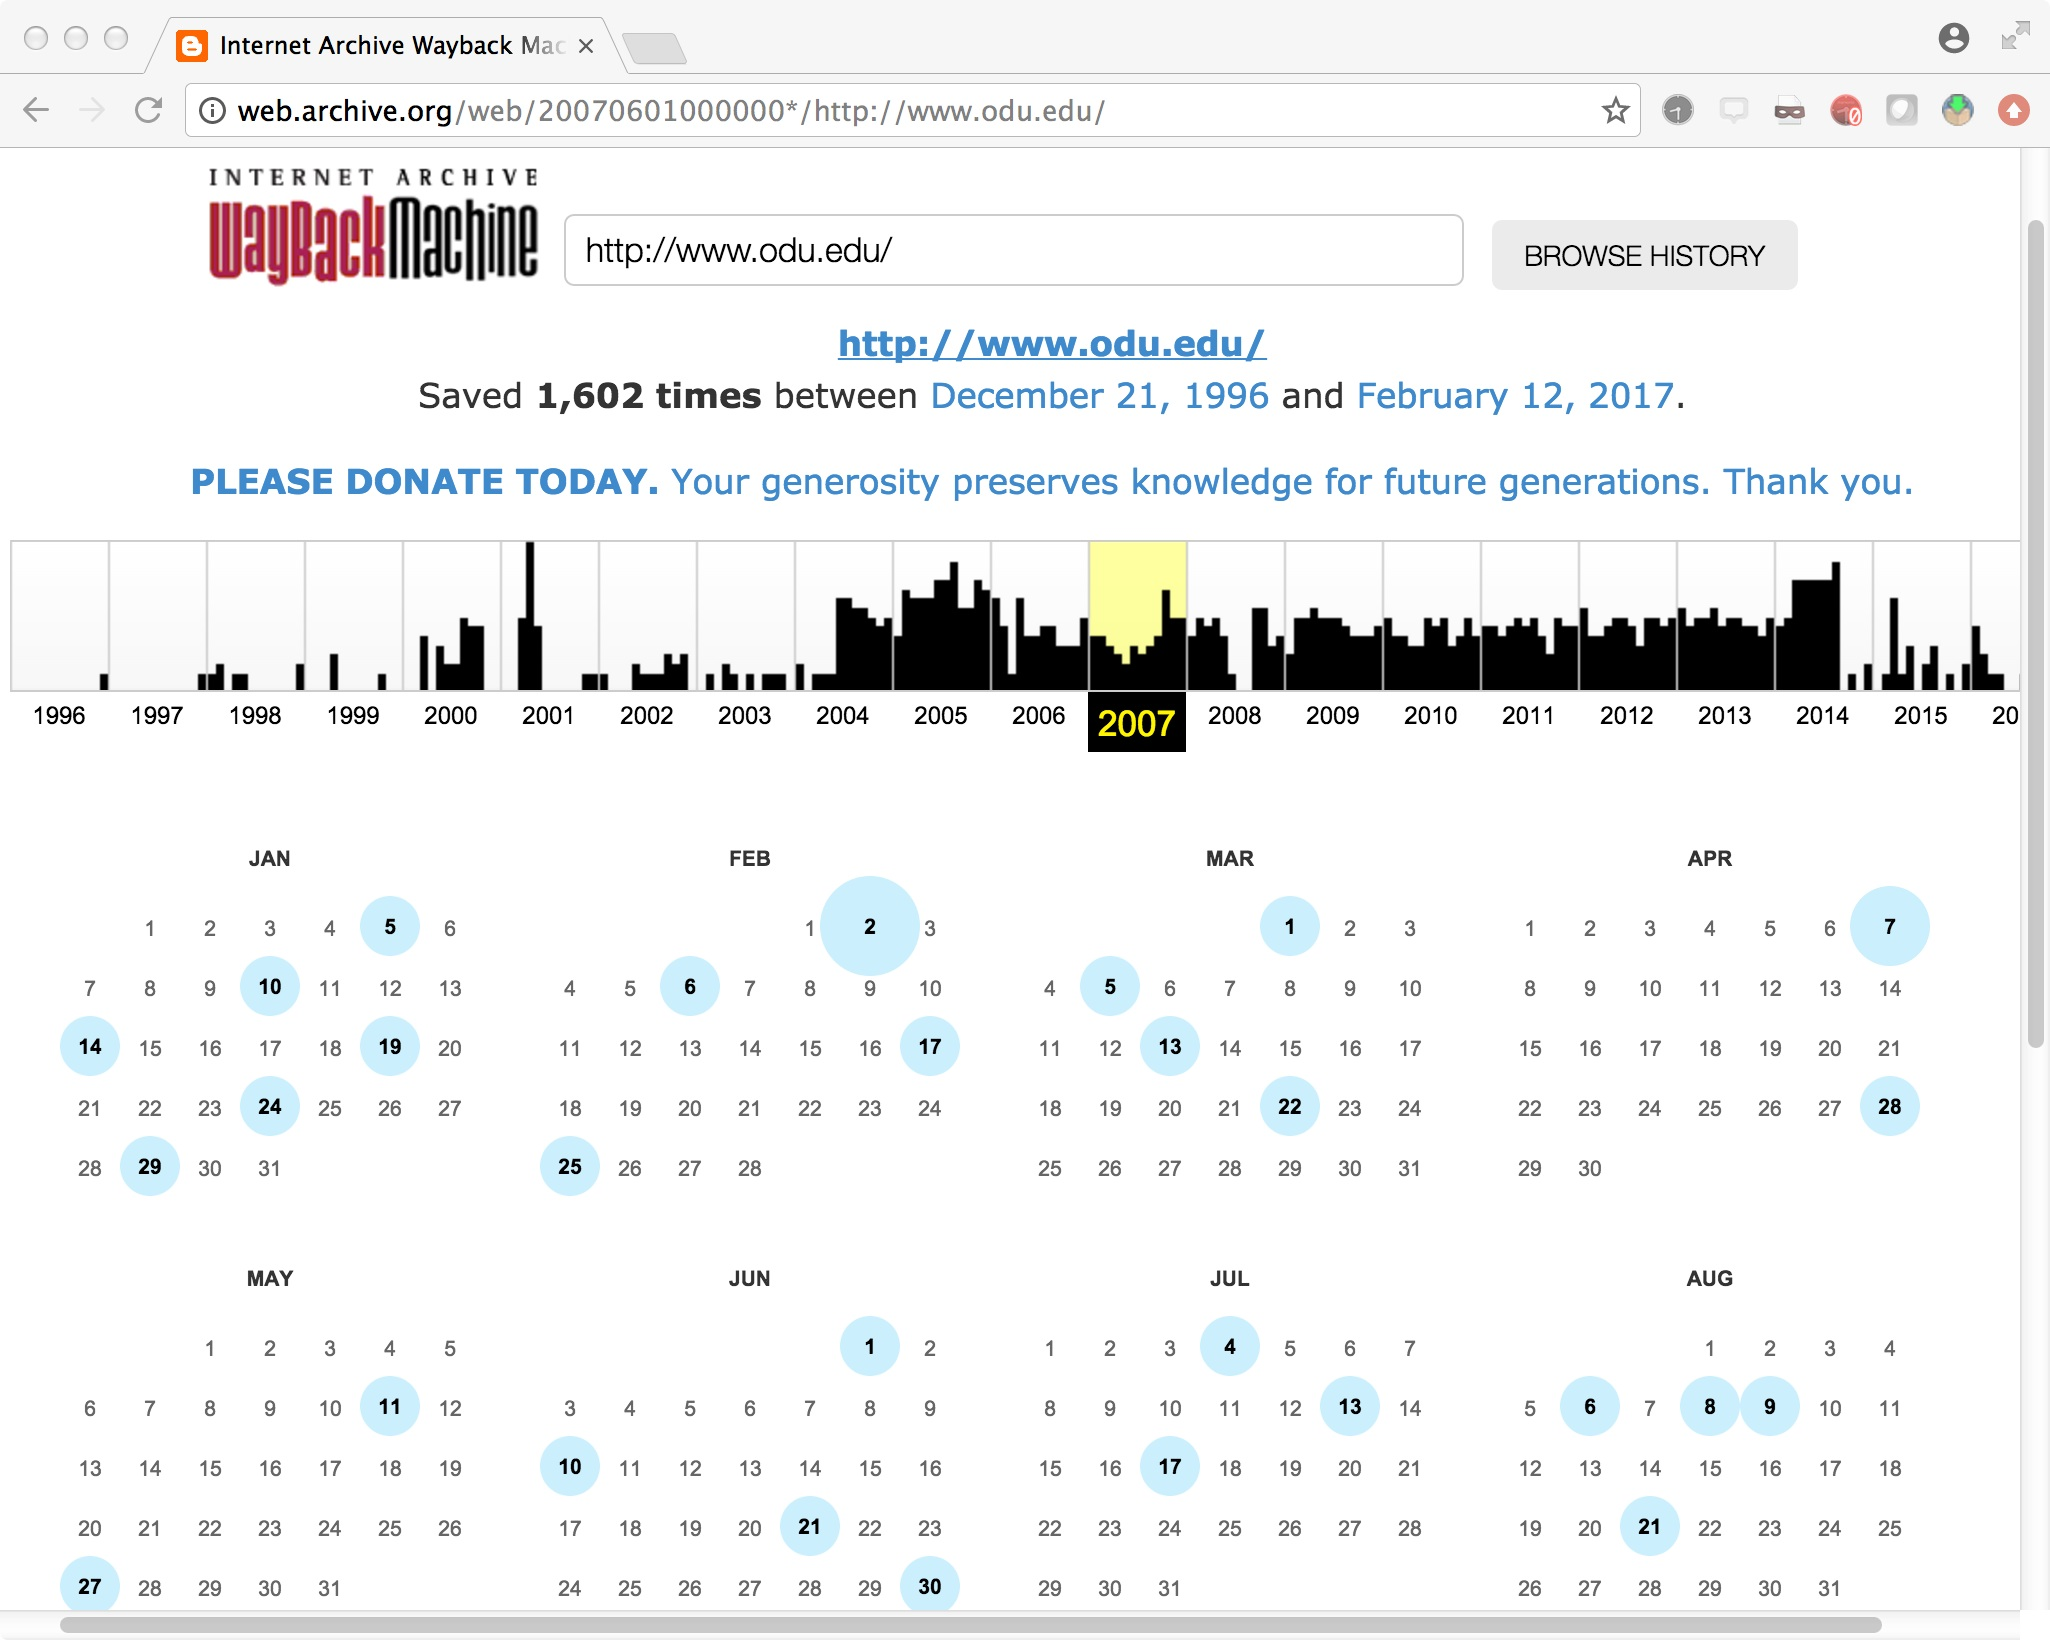 Internet Archive Wayback Mac
web.archive.org/web/20070601000000*/http://www.odu.edu/
10
INTERNET ARCHIVE
WayBackMachine
http://www.odu.edu/
BROWSE HISTORY
http://www.odu.edu/
Saved 1,602 times between December 21, 1996 and February 12, 2017.
PLEASE DONATE TODAY. Your generosity preserves knowledge for future generations. Thank you.
1996 1997 1998 1999 2000 2001 2002 2003 2004 2005 2006 2007 2008 2009 2010 2011 2012 2013 2014 2015 20
JAN
1 2 3 4 5 6
7 8 9 10 11 12 13
14 15 16 17 18 19 20
21 22 23 24 25 26 27
28 29 30 31
FEB
1 2 3
4 5 6 7 8 9 10
11 12 13 14 15 16 17
18 19 20 21 22 23 24
25 26 27 28
MAR
1 2 3
4 5 6 7 8 9 10
11 12 13 14 15 16 17
18 19 20 21 22 23 24
25 26 27 28 29 30 31
APR
1 2 3 4 5 6 7
8 9 10 11 12 13 14
15 16 17 18 19 20 21
22 23 24 25 26 27 28
29 30
MAY
1 2 3 4 5
6 7 8 9 10 11 12
13 14 15 16 17 18 19
20 21 22 23 24 25 26
27 28 29 30 31
JUN
1 2
3 4 5 6 7 8 9
10 11 12 13 14 15 16
17 18 19 20 21 22 23
24 25 26 27 28 29 30
JUL
1 2 3 4 5 6 7
8 9 10 11 12 13 14
15 16 17 18 19 20 21
22 23 24 25 26 27 28
29 30 31
AUG
1 2 3 4
5 6 7 8 9 10 11
12 13 14 15 16 17 18
19 20 21 22 23 24 25
26 27 28 29 30 31